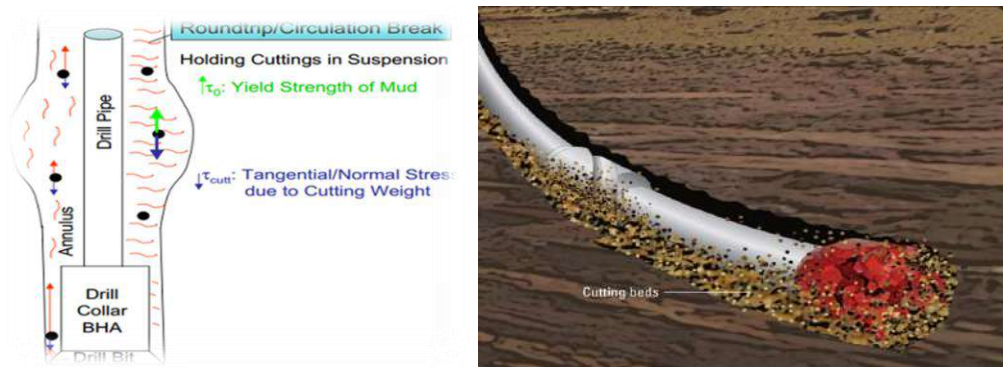 Roundtrip/Circulation Break
Holding Cuttings in Suspension
↑τ₀: Yield Strength of Mud
Drill Pipe
↓τcutt: Tangential/Normal Stres
due to Cutting Weight
Annulus
Drill
Collar
BHA
Drill Bit
Cutting beds